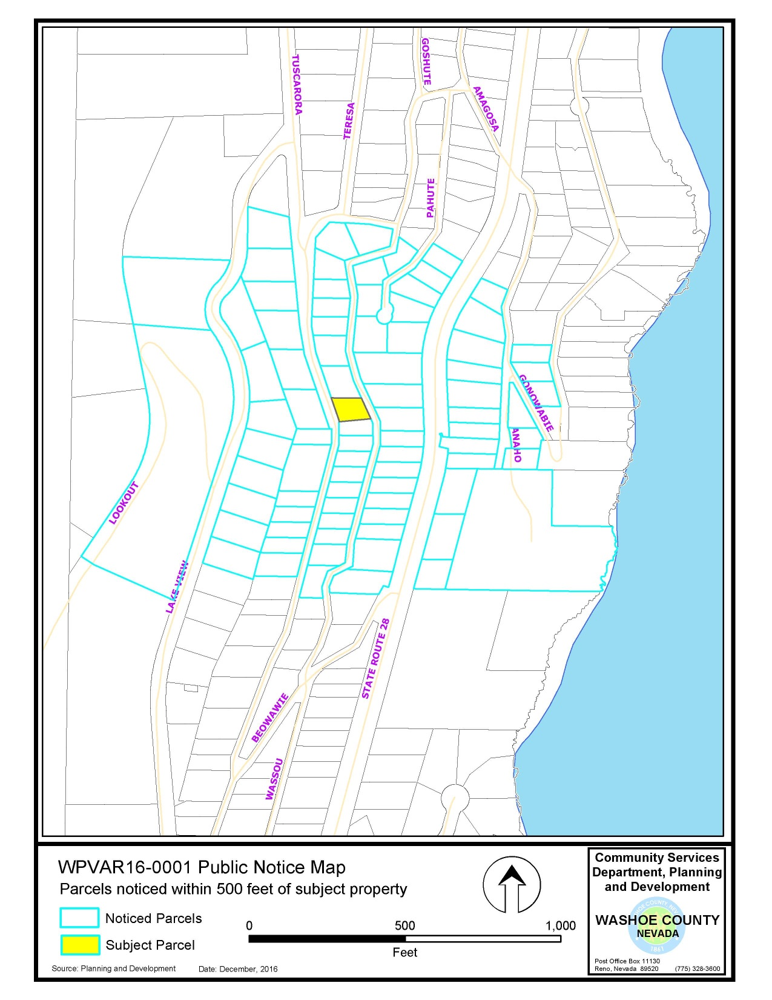 TUSCARORA
TERESA
GOSHUTE
AMAGOSA
PAHUTE
GONOWABIE
ANAHO
LOOKOUT
LAKE VIEW
STATE ROUTE 28
BEOWAWIE
WASSOU
WPVAR16-0001 Public Notice Map
Parcels noticed within 500 feet of subject property
Noticed Parcels
Subject Parcel
0 500 1,000
Feet
Source: Planning and Development Date: December, 2016
Community Services
Department, Planning
and Development
WASHOE COUNTY
NEVADA
1861
Post Office Box 11130
Reno, Nevada 89520 (775) 328-3600